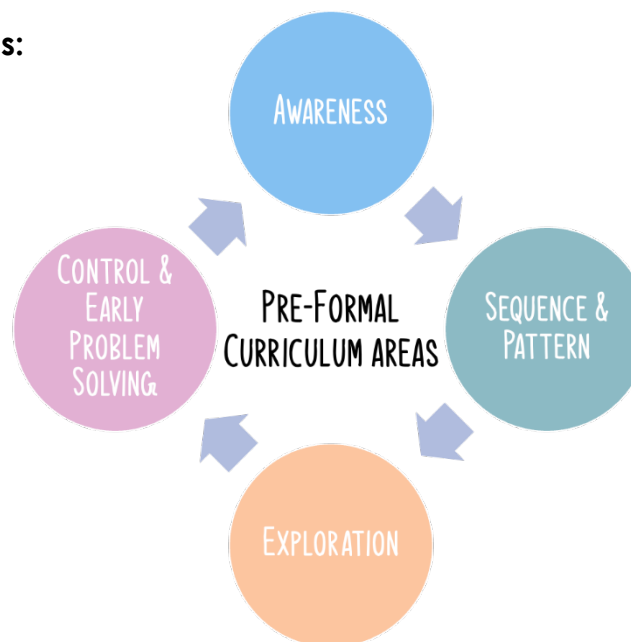 s:
AWARENESS
CONTROL &
EARLY
PROBLEM
SOLVING
PRE-FORMAL
CURRICULUM AREAS
SEQUENCE &
PATTERN
EXPLORATION